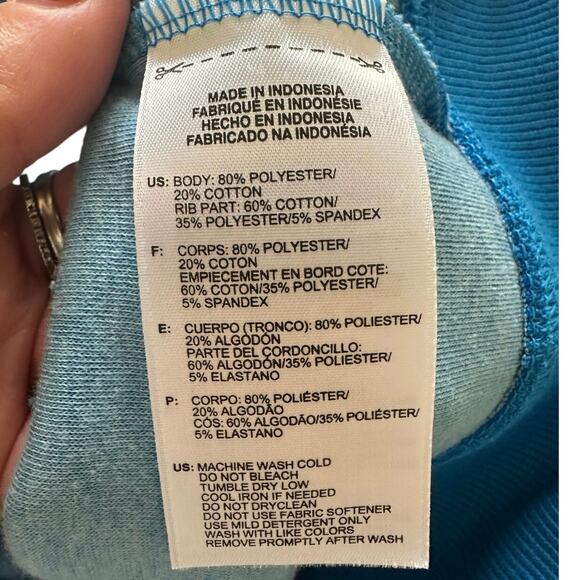 MADE IN INDONESIA
FABRIQUÉ EN INDONÉSIE
HECHO EN INDONESIA
FABRICADO NA INDONÉSIA
US: BODY: 80% POLYESTER/
20% COTTON
RIB PART: 60% COTTON/
35% POLYESTER/5% SPANDEX
F: CORPS: 80% POLYESTER/
20% COTON
EMPIECEMENT EN BORD COTE:
60% COTON/35% POLYESTER/
5% SPANDEX
E: CUERPO (TRONCO): 80% POLIESTER/
20% ALGODÓN
PARTE DEL CORDONCILLO:
60% ALGODÓN/35% POLIESTER/
5% ELASTANO
P: CORPO: 80% POLIÉSTER/
20% ALGODÃO
CÓS: 60% ALGODÃO/35% POLIÉSTER/
5% ELASTANO
US: MACHINE WASH COLD
DO NOT BLEACH
TUMBLE DRY LOW
COOL IRON IF NEEDED
DO NOT DRYCLEAN
DO NOT USE FABRIC SOFTENER
USE MILD DETERGENT ONLY
WASH WITH LIKE COLORS
REMOVE PROMPTLY AFTER WASH